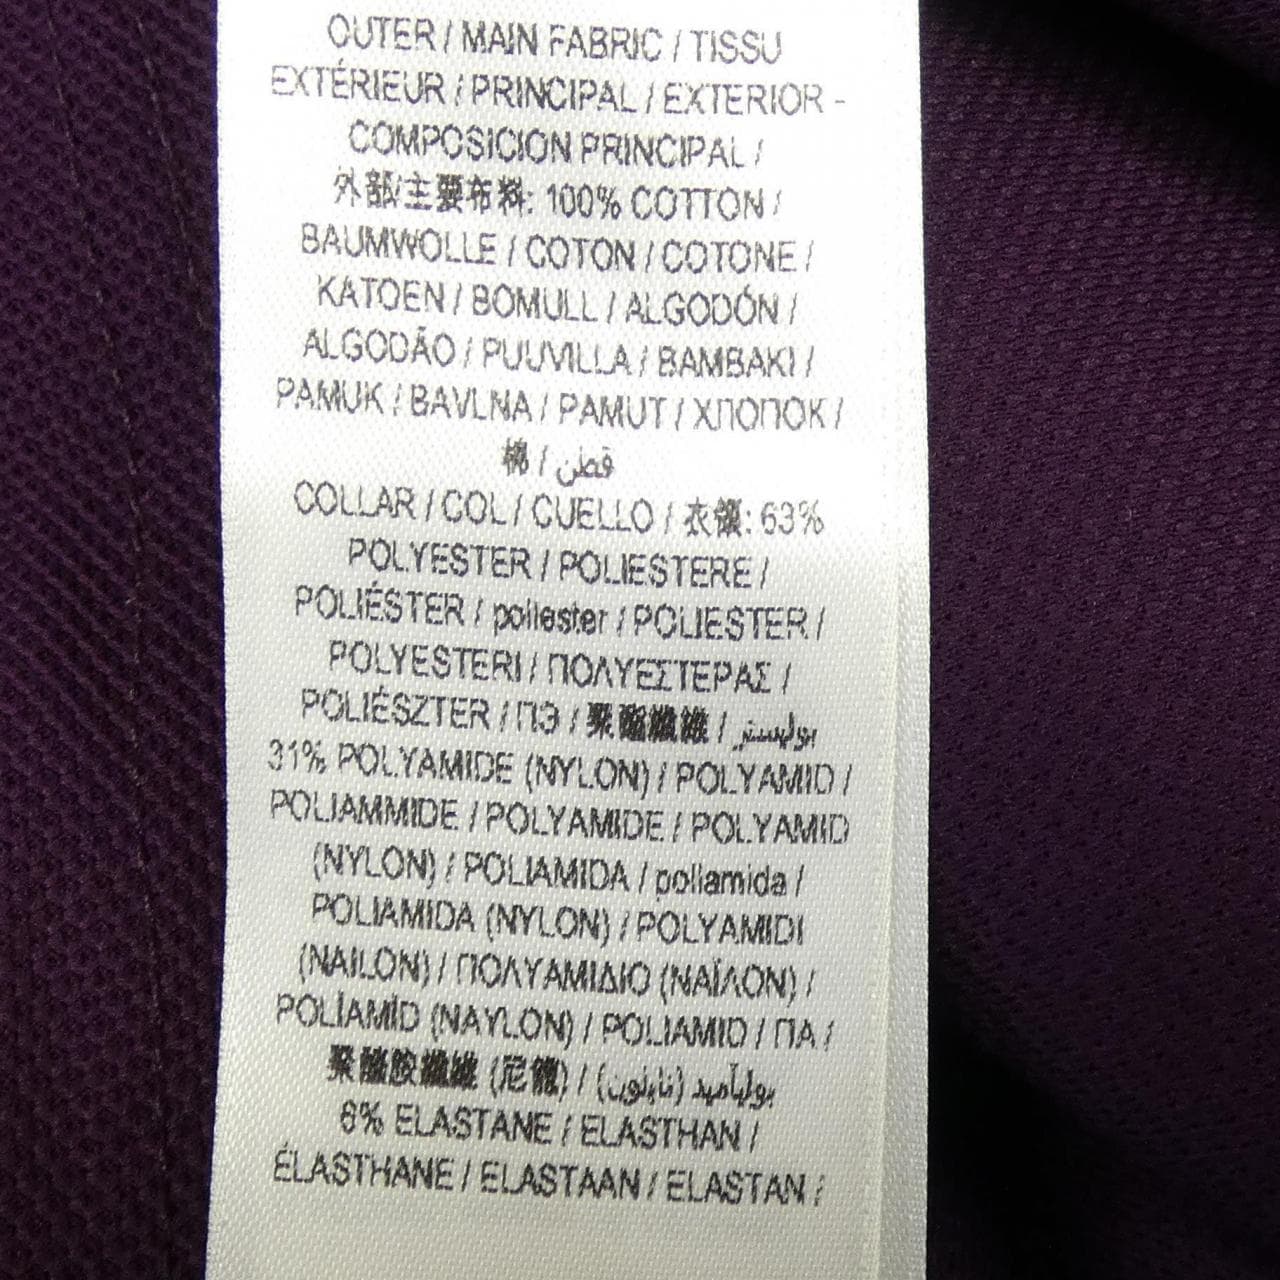 OUTER / MAIN FABRIC / TISSU
EXTÉRIEUR / PRINCIPAL / EXTERIOR -
COMPOSICION PRINCIPAL /
外部/主要布料: 100% COTTON /
BAUMWOLLE / COTON / COTONE /
KATOEN / BOMULL / ALGODÓN /
ALGODÃO / PUUVILLA / BAMBAKI /
PAMUK / BAVLNA / PAMUT / ХЛОПОК /
棉 / قطن
COLLAR / COL / CUELLO / 衣領: 63%
POLYESTER / POLIESTERE /
POLIÉSTER / poliester / POLIESTER /
POLYESTERI / ΠΟΛΥΕΣΤΕΡΑΣ /
POLIÉSZTER / ПЭ / 聚酯纖維 / بوليستر
31% POLYAMIDE (NYLON) / POLYAMID /
POLIAMMIDE / POLYAMIDE / POLYAMID
(NYLON) / POLIAMIDA / poliamida /
POLIAMIDA (NYLON) / POLYAMIDI
(NAILON) / ΠΟΛΥΑΜΙΔΙΟ (ΝΑΪΛΟΝ) /
POLİAMİD (NAYLON) / POLIAMID / ПА /
聚醯胺纖維 (尼龍) / بوليآميد (نايلون)
6% ELASTANE / ELASTHAN /
ÉLASTHANE / ELASTAAN / ELASTAN /